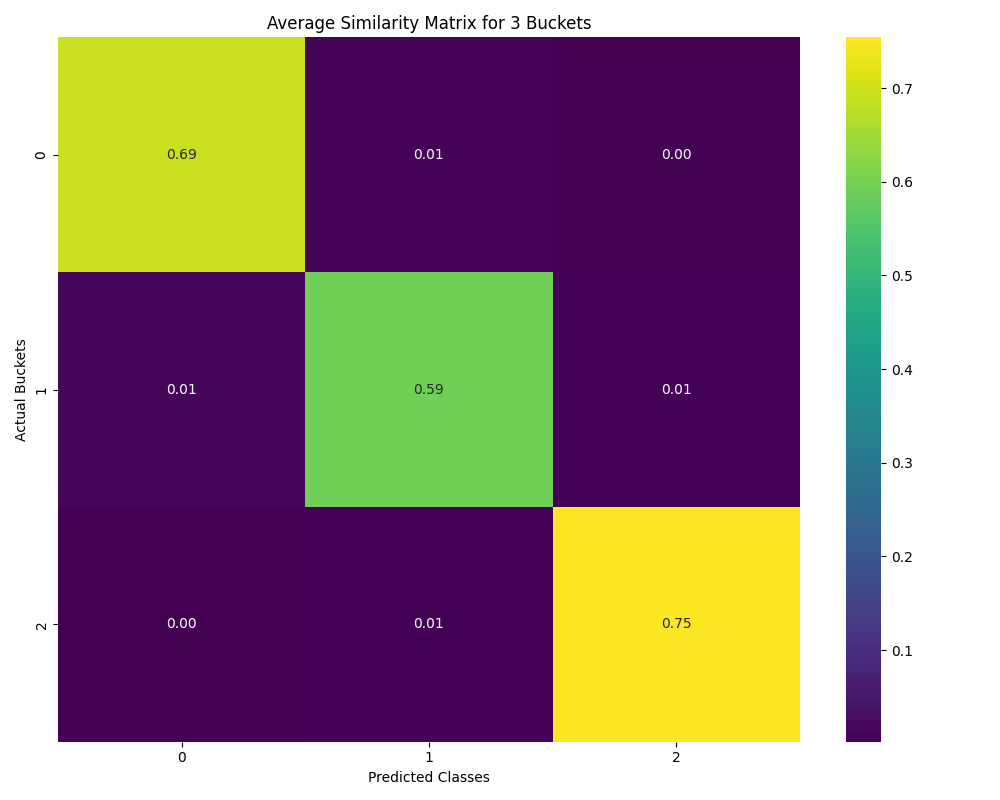 Average Similarity Matrix for 3 Buckets
0.69 0.01 0.00
0.01 0.59 0.01
0.00 0.01 0.75
0
1
2
Actual Buckets
0 1 2
Predicted Classes
0.7
0.6
0.5
0.4
0.3
0.2
0.1